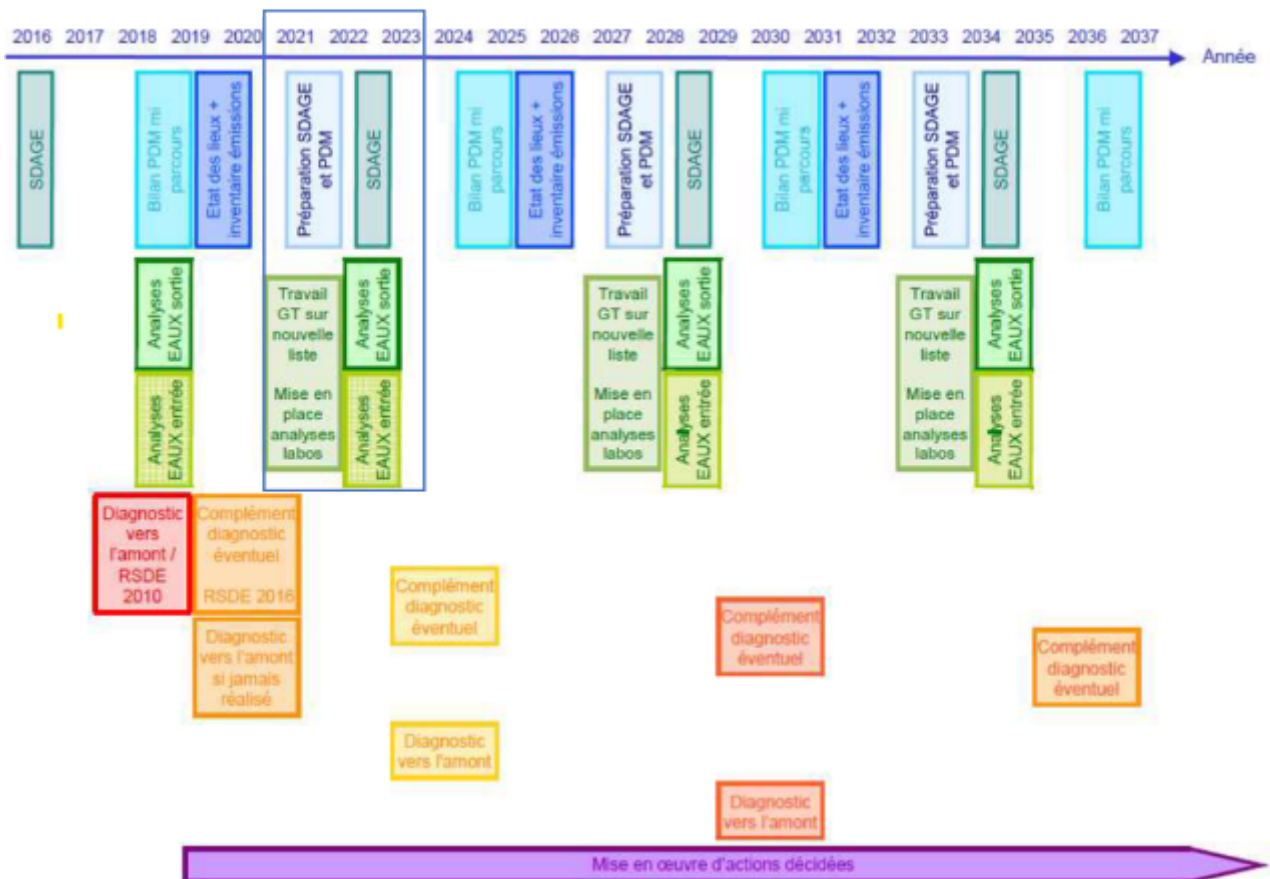 2016 2017 2018 2019 2020 2021 2022 2023 2024 2025 2026 2027 2028 2029 2030 2031 2032 2033 2034 2035 2036 2037
Année
SDAGE
Bilan PDM mi
parcours
Etat des lieux +
inventaire émissions
Préparation SDAGE
et PDM
SDAGE
Bilan PDM mi
parcours
Etat des lieux +
inventaire émissions
Préparation SDAGE
et PDM
SDAGE
Bilan PDM mi
parcours
Etat des lieux +
inventaire émissions
Préparation SDAGE
et PDM
SDAGE
Bilan PDM mi
parcours
Analyses
EAUX sortie
Analyses
EAUX entrée
Travail
GT sur
nouvelle
liste
Mise en
place
analyses
labos
Analyses
EAUX sortie
Analyses
EAUX entrée
Travail
GT sur
nouvelle
liste
Mise en
place
analyses
labos
Analyses
EAUX sortie
Analyses
EAUX entrée
Travail
GT sur
nouvelle
liste
Mise en
place
analyses
labos
Analyses
EAUX sortie
Analyses
EAUX entrée
Diagnostic
vers
l'amont /
RSDE
2010
Complément
diagnostic
éventuel
RSDE 2016
Diagnostic
vers l'amont
si jamais
réalisé
Complément
diagnostic
éventuel
Diagnostic
vers l'amont
Complément
diagnostic
éventuel
Diagnostic
vers l'amont
Complément
diagnostic
éventuel
Mise en œuvre d'actions décidées